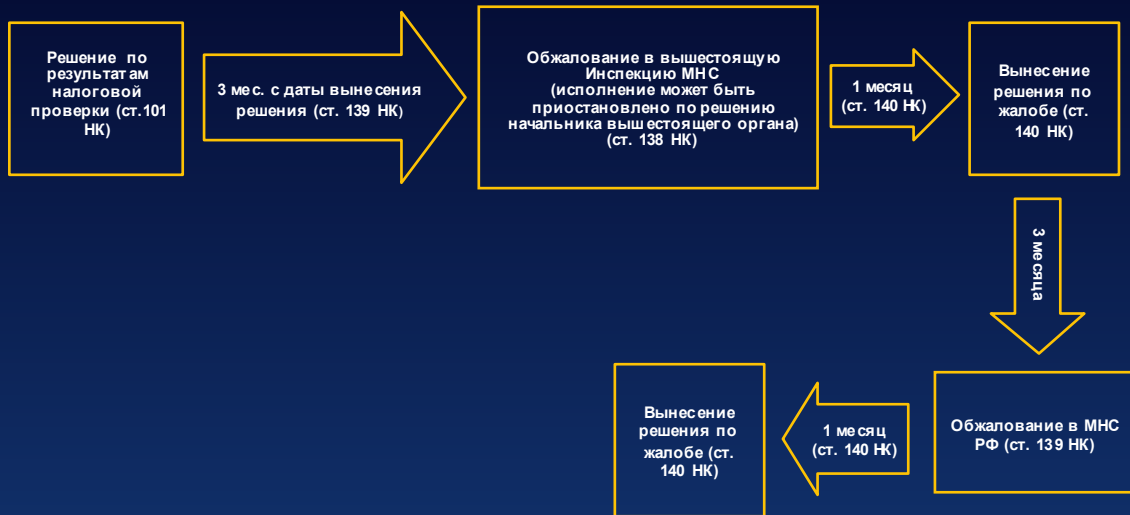 Решение по
результатам
налоговой
проверки (ст.101
НК)
3 мес. с даты вынесения
решения (ст. 139 НК)
Обжалование в вышестоящую
Инспекцию МНС
(исполнение может быть
приостановлено по решению
начальника вышестоящего органа)
(ст. 138 НК)
1 месяц
(ст. 140 НК)
Вынесение
решения по
жалобе (ст.
140 НК)
3 месяца
Обжалование в МНС
РФ (ст. 139 НК)
1 месяц
(ст. 140 НК)
Вынесение
решения по
жалобе (ст.
140 НК)